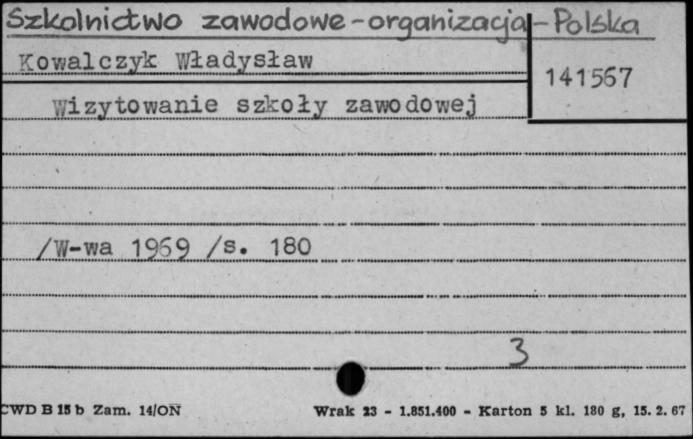 Szkolnictwo zawodowe-organizacja-Polska
Kowalczyk Władysław
141567
Wizytowanie szkoły zawodowej
/W-wa 1969 /s. 180
3
CWD B 15 b Zam. 14/ON Wrak 23 - 1.851.400 - Karton 5 kl. 180 g, 15. 2. 67